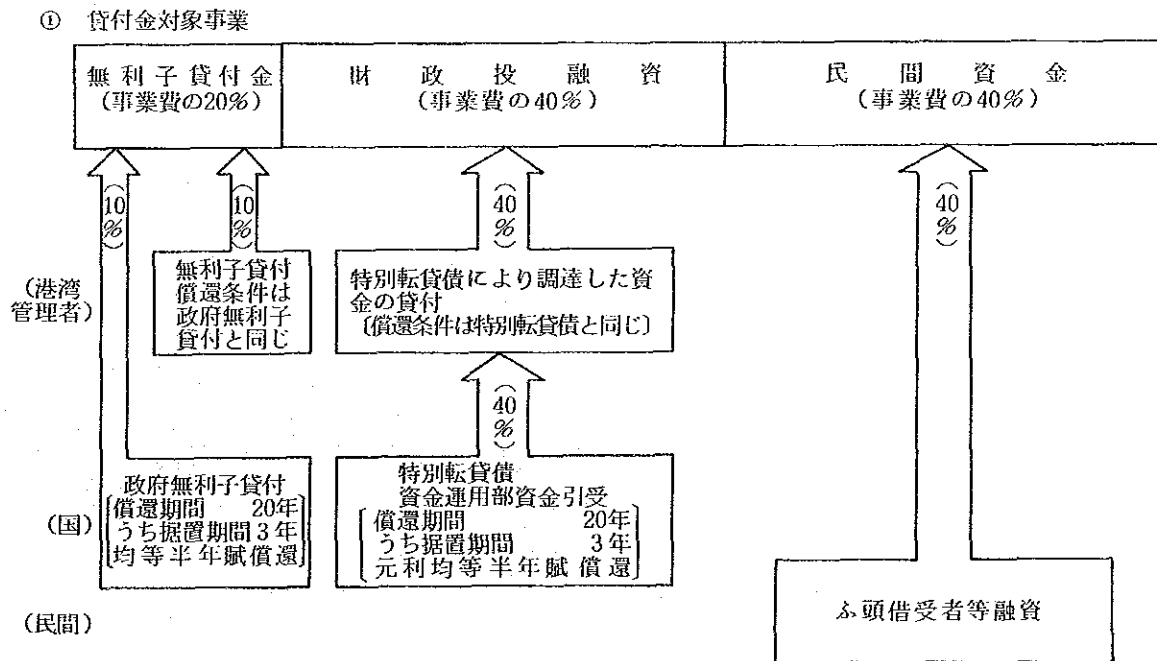 ① 貸付金対象事業
無利子貸付金
(事業費の20%)
財政投融資
(事業費の40%)
民間資金
(事業費の40%)
(10%)
(10%)
(40%)
(40%)
(港湾
管理者)
無利子貸付
償還条件は
政府無利子
貸付と同じ
特別転貸債により調達した資
金の貸付
〔償還条件は特別転貸債と同じ〕
(40%)
(国)
政府無利子貸付
償還期間 20年
うち据置期間3年
均等半年賦償還
特別転貸債
資金運用部資金引受
償還期間 20年
うち据置期間 3年
元利均等半年賦償還
(民間)
ふ頭借受者等融資